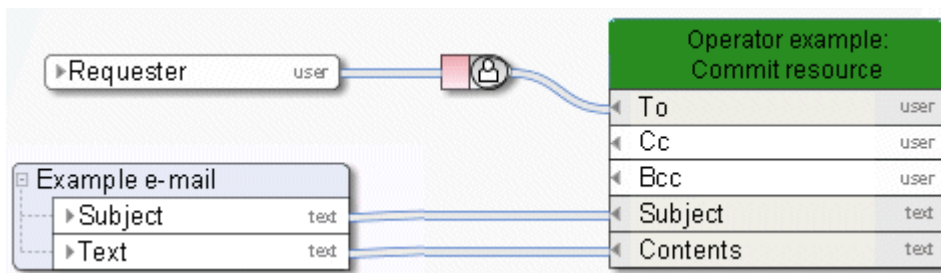 Operator example:
Commit resource
Requester user
To user
Cc user
Bcc user
Example e-mail
Subject text
Subject text
Text text
Contents text